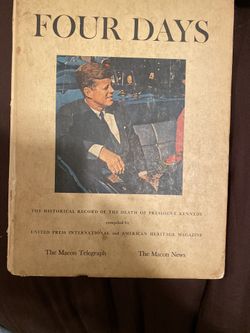 FOUR DAYS
THE HISTORICAL RECORD OF THE DEATH OF PRESIDENT KENNEDY
compiled by
UNITED PRESS INTERNATIONAL and AMERICAN HERITAGE MAGAZINE
The Macon Telegraph The Macon News